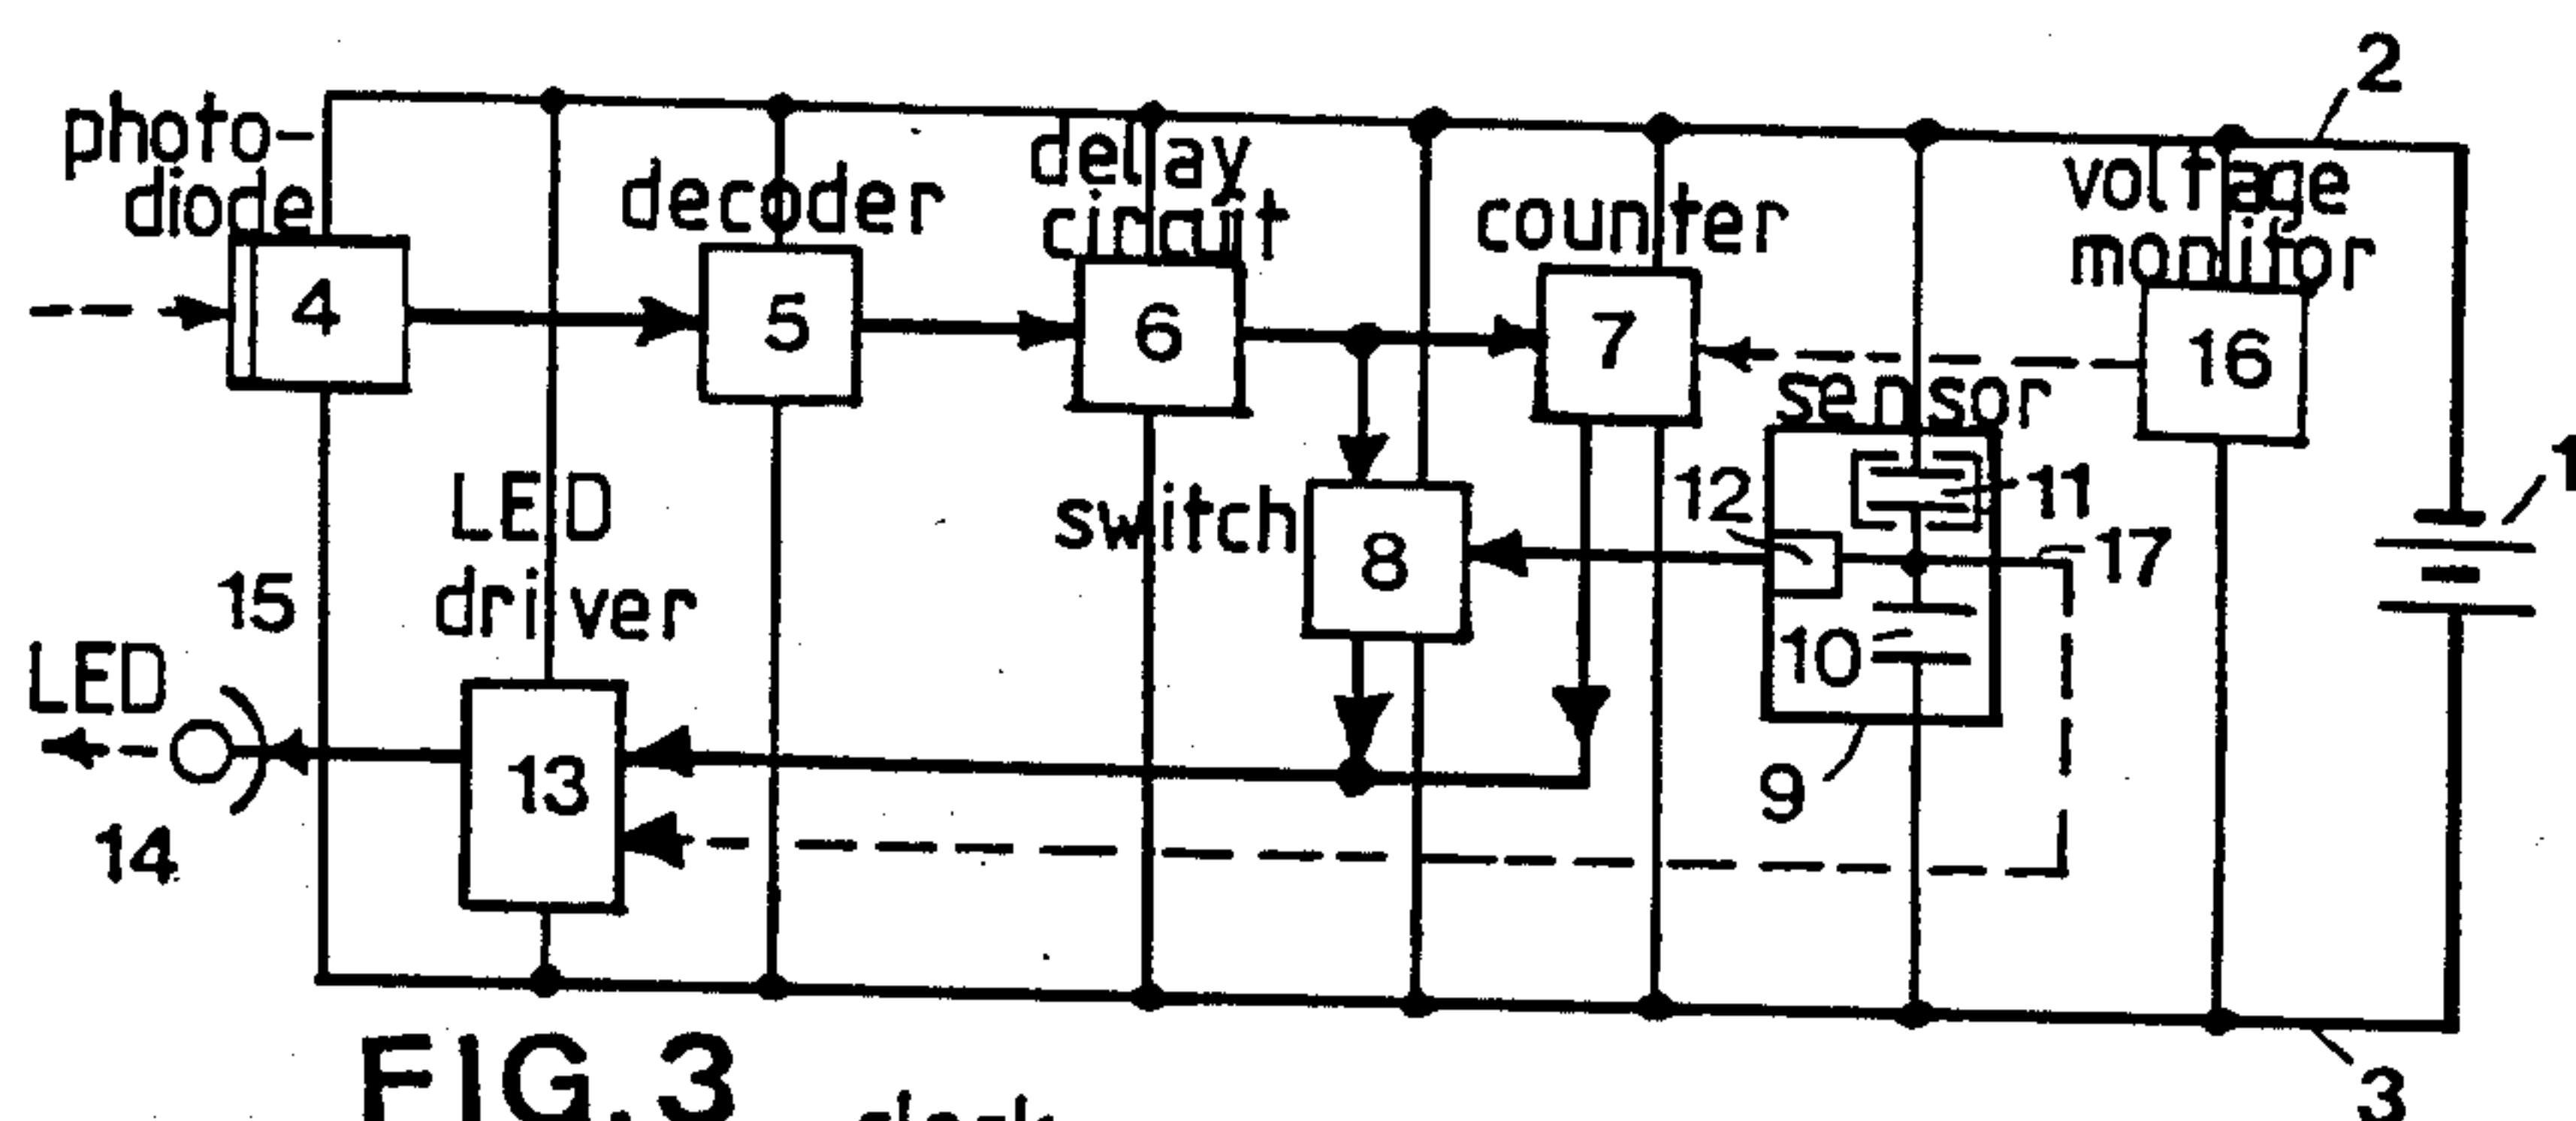 2
photo-
diode
decoder
delay
circuit
counter
voltage
monitor
4
5
6
7
16
sensor
LED
driver
switch
8
12
11
17
1
15
10
LED
13
9
14
3
FIG.3